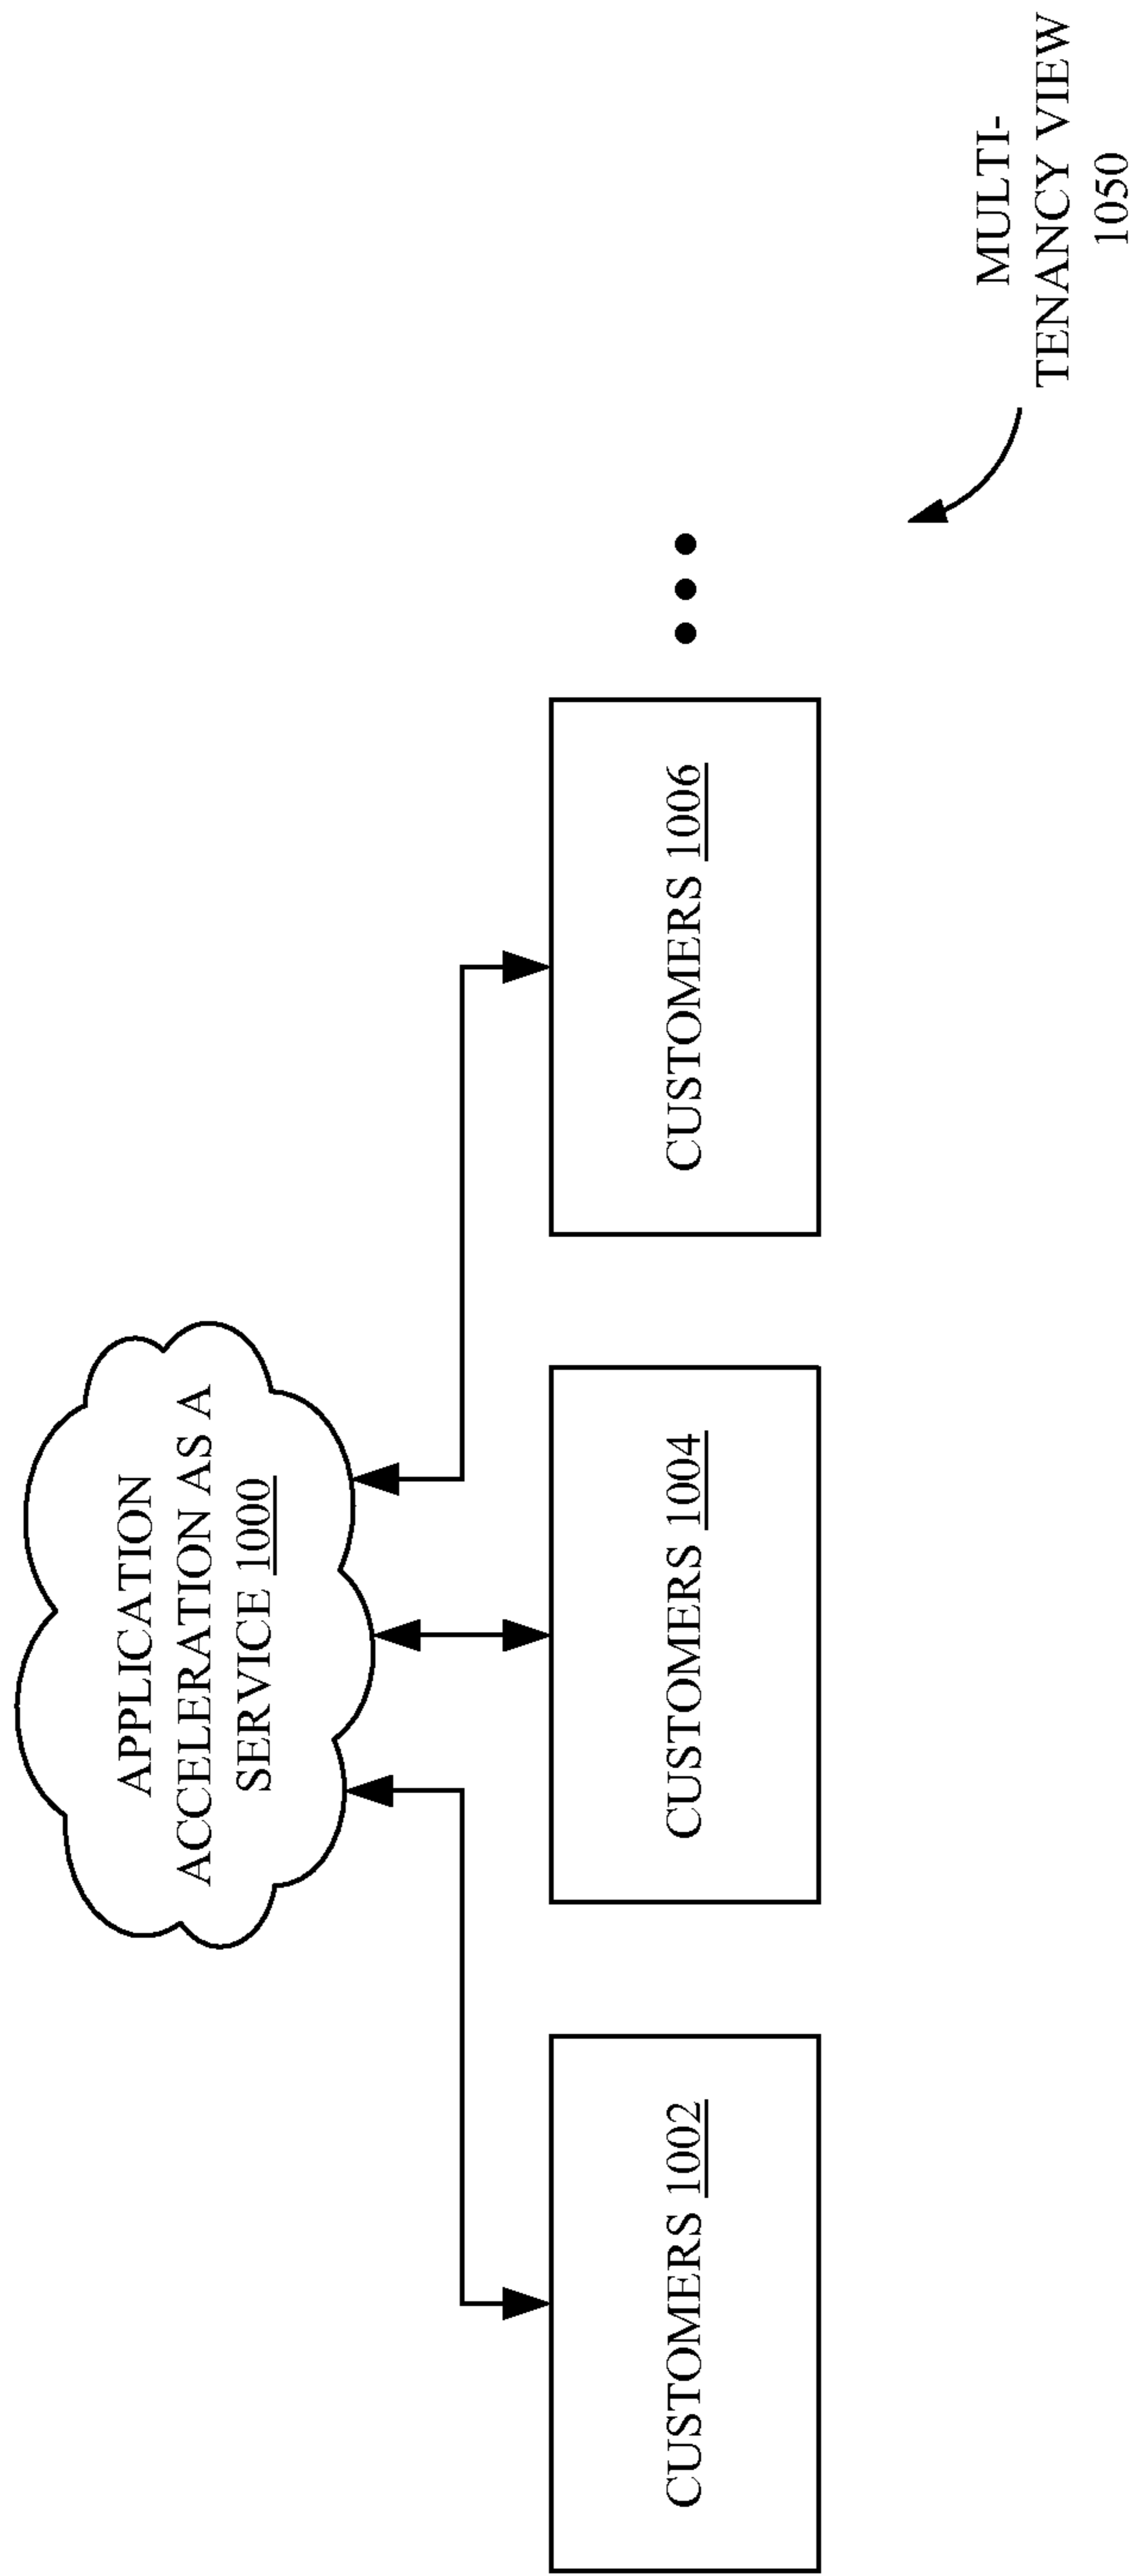 APPLICATION
ACCELERATION AS A
SERVICE 1000
CUSTOMERS 1002
CUSTOMERS 1004
CUSTOMERS 1006
MULTI-
TENANCY VIEW
1050